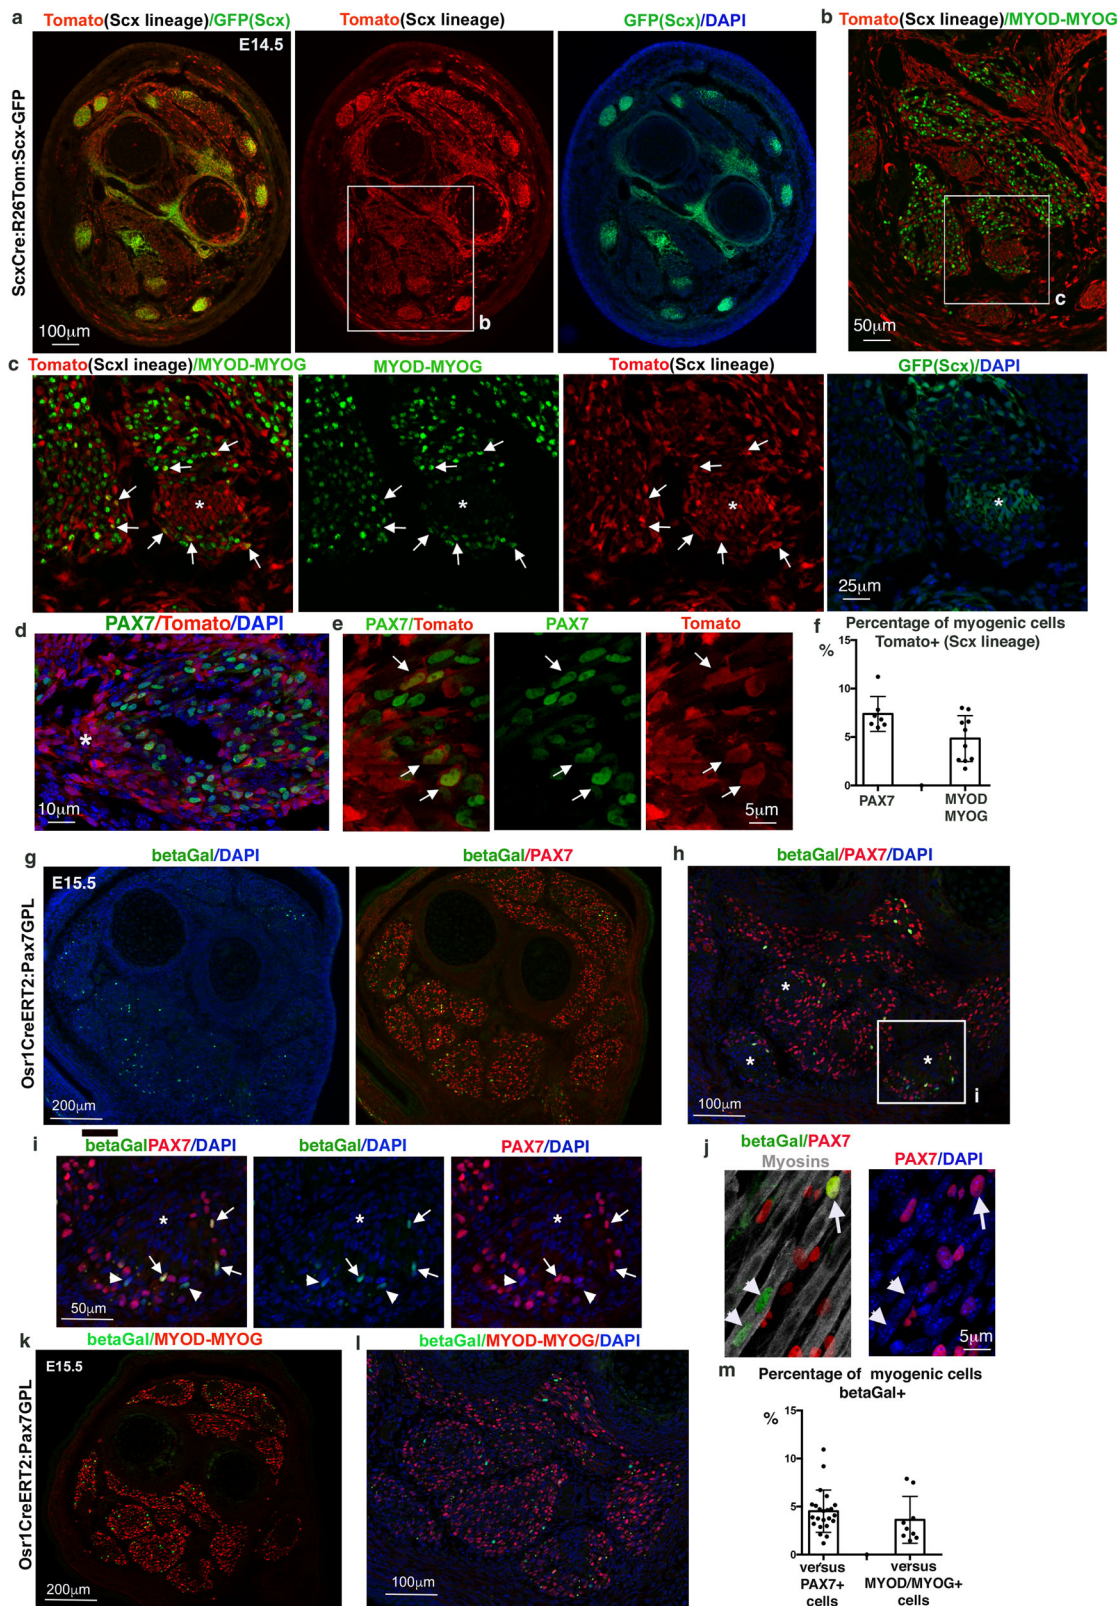 a
Tomato(Scx lineage)/GFP(Scx)
Tomato(Scx lineage)
GFP(Scx)/DAPI
b
Tomato(Scx lineage)/MYOD-MYOG
ScxCre:R26Tom:Scx-GFP
E14.5
100µm
b
50µm
c
c
Tomato(Scxl ineage)/MYOD-MYOG
MYOD-MYOG
Tomato(Scx lineage)
GFP(Scx)/DAPI
*
*
*
*
25µm
d
PAX7/Tomato/DAPI
*
10µm
e
PAX7/Tomato
PAX7
Tomato
5µm
f
Percentage of myogenic cells
Tomato+ (Scx lineage)
%
15
10
5
0
PAX7
MYOD
MYOG
g
betaGal/DAPI
betaGal/PAX7
Osr1CreERT2:Pax7GPL
E15.5
200µm
h
betaGal/PAX7/DAPI
*
*
*
100µm
i
i
betaGalPAX7/DAPI
betaGal/DAPI
PAX7/DAPI
*
*
*
50µm
j
betaGal/PAX7
Myosins
PAX7/DAPI
5µm
k
betaGal/MYOD-MYOG
Osr1CreERT2:Pax7GPL
E15.5
200µm
l
betaGal/MYOD-MYOG/DAPI
100µm
m
Percentage of myogenic cells
betaGal+
%
15
10
5
0
versus
PAX7+
cells
versus
MYOD/MYOG+
cells